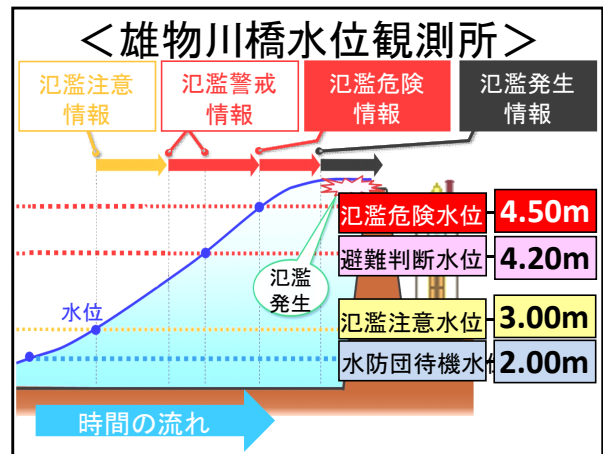 ＜雄物川橋水位観測所＞
氾濫注意
情報
氾濫警戒
情報
氾濫危険
情報
氾濫発生
情報
氾濫危険水位
4.50m
避難判断水位
4.20m
氾濫
発生
水位
氾濫注意水位
3.00m
水防団待機水
2.00m
時間の流れ